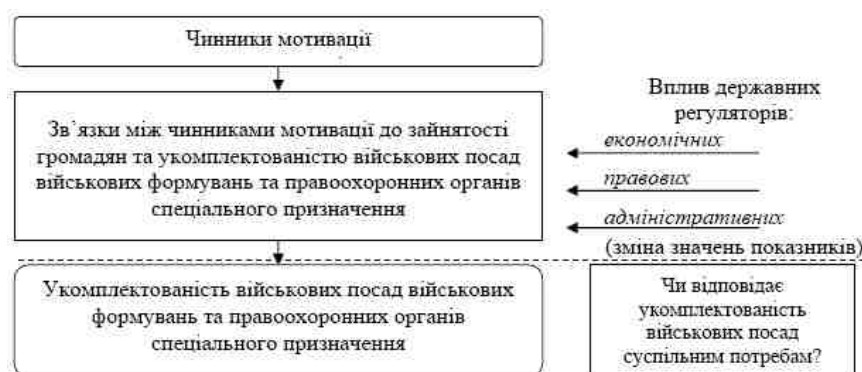 Чинники мотивації
Вплив державних
регуляторів:
Зв’язки між чинниками мотивації до зайнятості
громадян та укомплектованістю військових посад
військових формувань та правоохоронних органів
спеціального призначення
економічних
правових
адміністративних
(зміна значень показників)
Укомплектованість військових посад військових
формувань та правоохоронних органів
спеціального призначення
Чи відповідає
укомплектованість
військових посад
суспільним потребам?